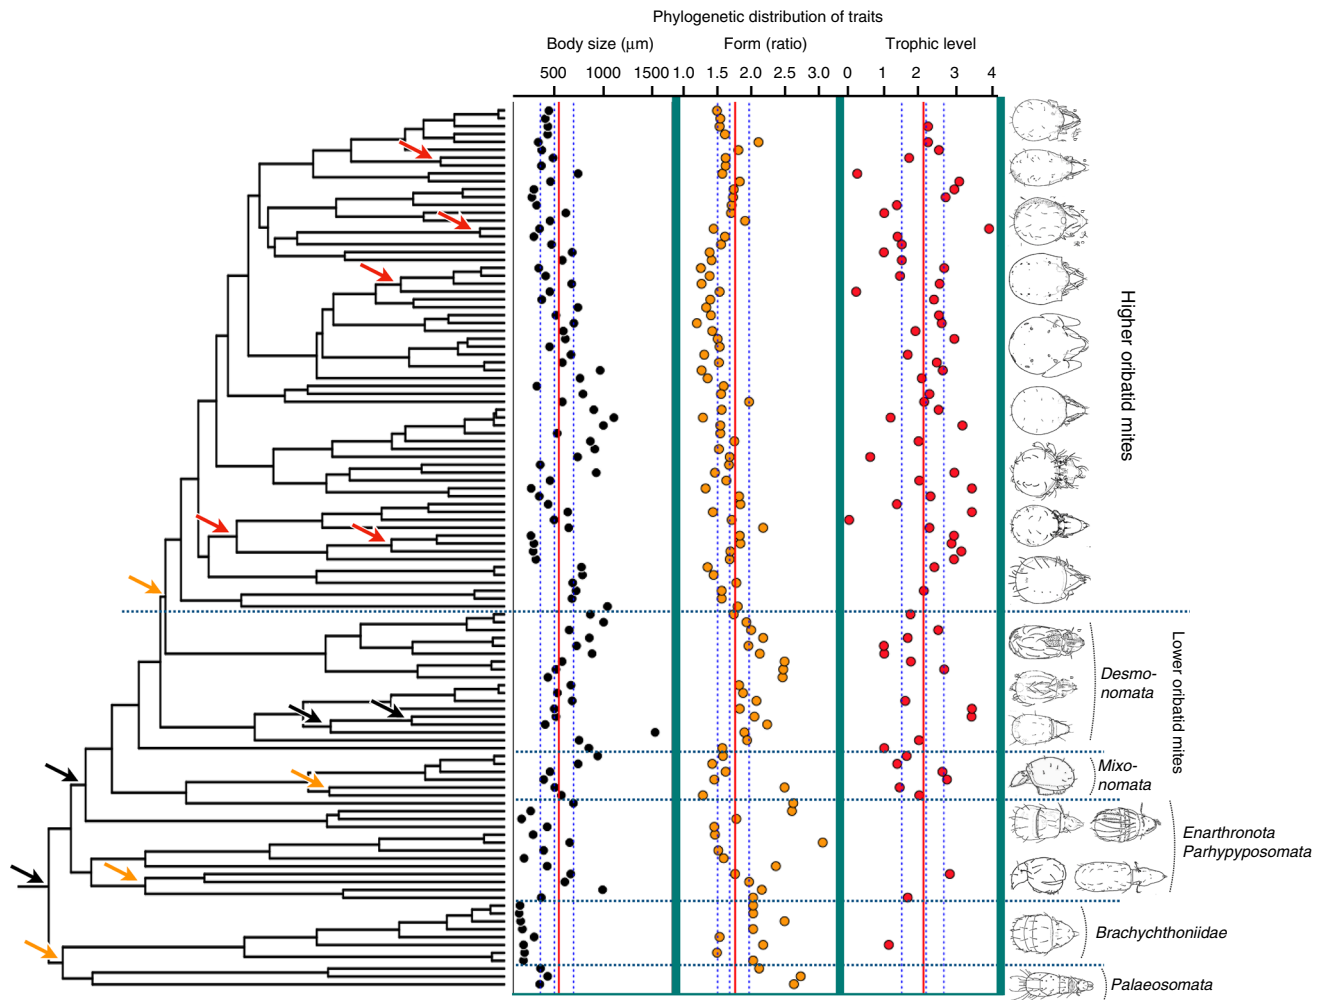 Phylogenetic distribution of traits
Body size (μm)
Form (ratio)
Trophic level
500 1000 1500
1.0 1.5 2.0 2.5 3.0
0 1 2 3 4
Higher oribatid mites
Lower oribatid mites
Desmo-
nomata
Mixo-
nomata
Enarthronota
Parhypyposomata
Brachychthoniidae
Palaeosomata